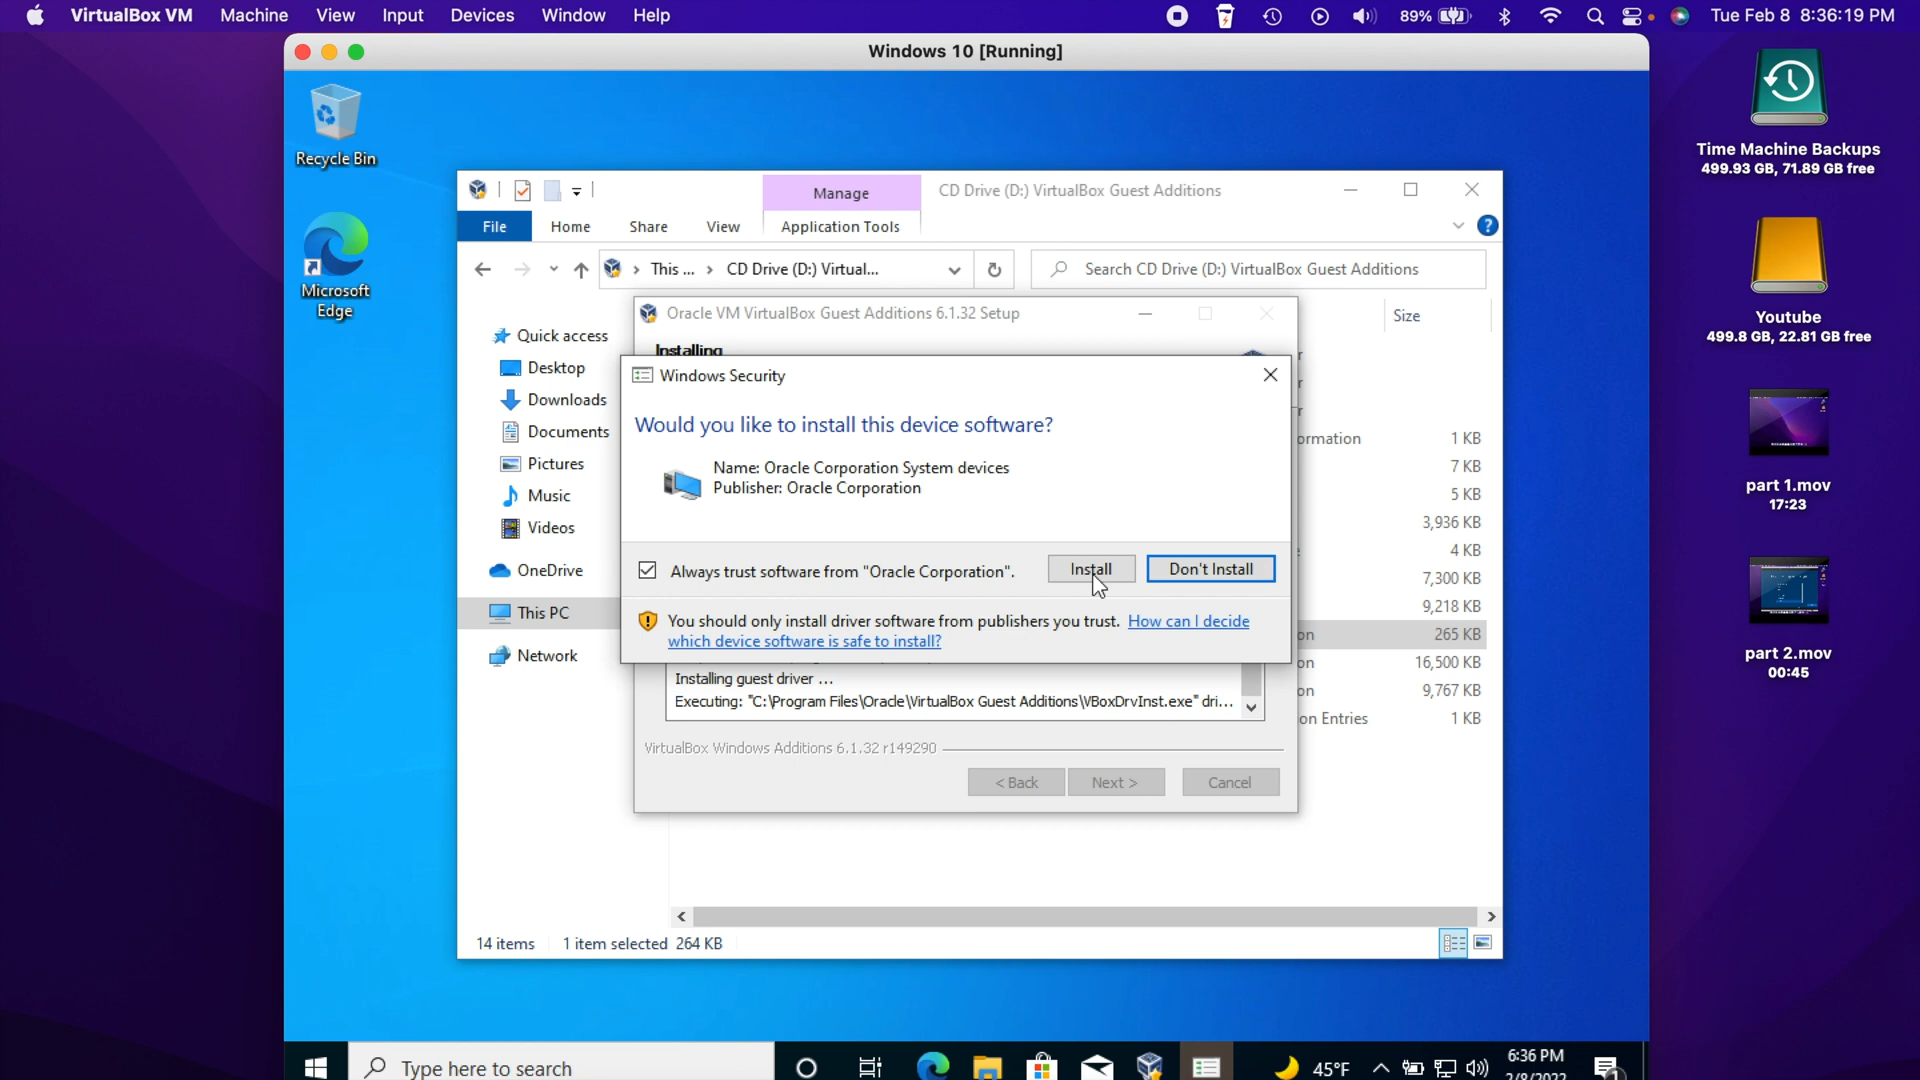 VirtualBox VM Machine View Input Devices Window Help 89% Tue Feb 8 8:36:19 PM
Windows 10 [Running]
Recycle Bin
Microsoft
Edge
Manage CD Drive (D:) VirtualBox Guest Additions
File Home Share View Application Tools
This ... CD Drive (D:) Virtual... Search CD Drive (D:) VirtualBox Guest Additions
Quick access
Desktop
Downloads
Documents
Pictures
Music
Videos
OneDrive
This PC
Network
Oracle VM VirtualBox Guest Additions 6.1.32 Setup
Installing
Size
Windows Security
Would you like to install this device software?
Name: Oracle Corporation System devices
Publisher: Oracle Corporation
Always trust software from "Oracle Corporation". Install Don't Install
You should only install driver software from publishers you trust. How can I decide
which device software is safe to install?
Installing guest driver ...
Executing: "C:\Program Files\Oracle\VirtualBox Guest Additions\VBoxDrvInst.exe" dri...
VirtualBox Windows Additions 6.1.32 r149290
< Back Next > Cancel
r
r
r
ormation 1 KB
7 KB
5 KB
3,936 KB
4 KB
7,300 KB
9,218 KB
on 265 KB
on 16,500 KB
on 9,767 KB
on Entries 1 KB
14 items 1 item selected 264 KB
Type here to search
45°F
6:36 PM
2/8/2022
1
Time Machine Backups
499.93 GB, 71.89 GB free
Youtube
499.8 GB, 22.81 GB free
part 1.mov
17:23
part 2.mov
00:45